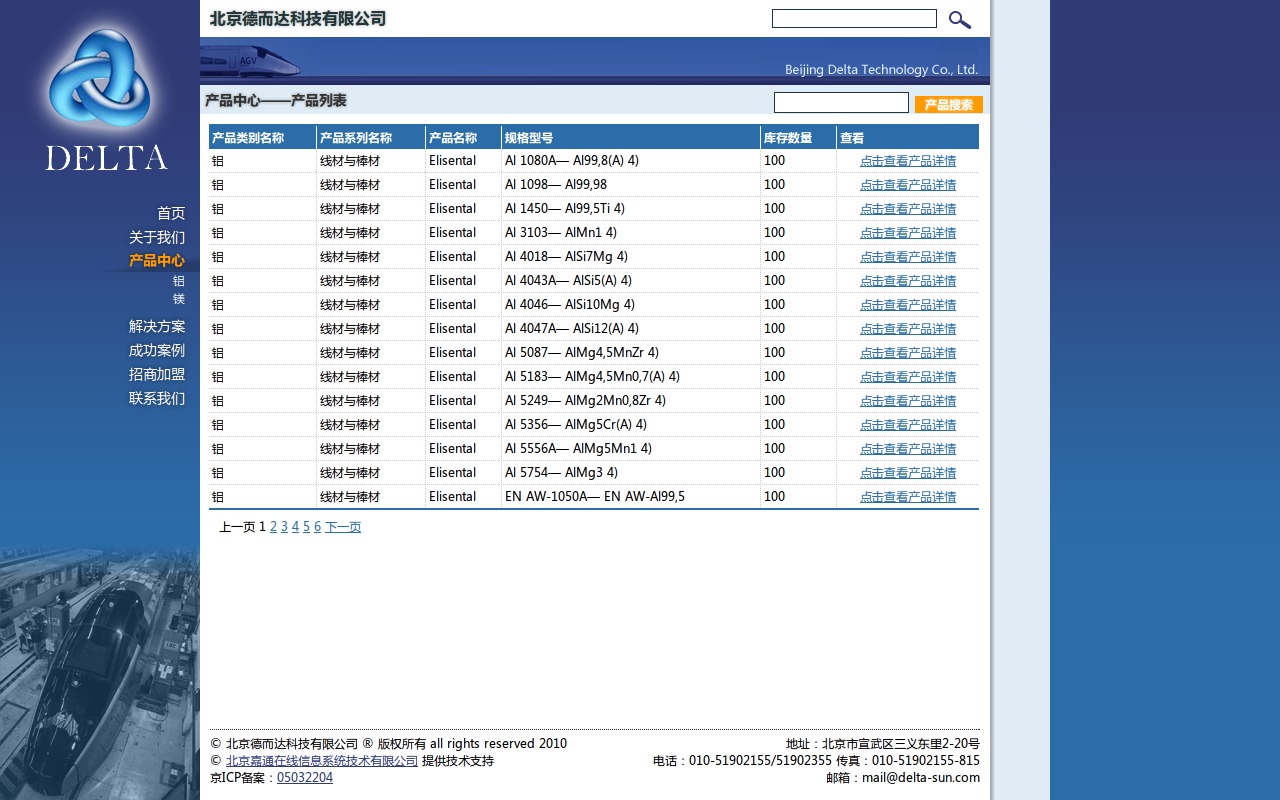 北京德而达科技有限公司
DELTA
AGV
Beijing Delta Technology Co., Ltd.
产品中心——产品列表
产品搜索
首页
关于我们
产品中心
铝
镁
解决方案
成功案例
招商加盟
联系我们
产品类别名称 产品系列名称 产品名称 规格型号 库存数量 查看
铝 线材与棒材 Elisental Al 1080A— Al99,8(A) 4) 100 点击查看产品详情
铝 线材与棒材 Elisental Al 1098— Al99,98 100 点击查看产品详情
铝 线材与棒材 Elisental Al 1450— Al99,5Ti 4) 100 点击查看产品详情
铝 线材与棒材 Elisental Al 3103— AlMn1 4) 100 点击查看产品详情
铝 线材与棒材 Elisental Al 4018— AlSi7Mg 4) 100 点击查看产品详情
铝 线材与棒材 Elisental Al 4043A— AlSi5(A) 4) 100 点击查看产品详情
铝 线材与棒材 Elisental Al 4046— AlSi10Mg 4) 100 点击查看产品详情
铝 线材与棒材 Elisental Al 4047A— AlSi12(A) 4) 100 点击查看产品详情
铝 线材与棒材 Elisental Al 5087— AlMg4,5MnZr 4) 100 点击查看产品详情
铝 线材与棒材 Elisental Al 5183— AlMg4,5Mn0,7(A) 4) 100 点击查看产品详情
铝 线材与棒材 Elisental Al 5249— AlMg2Mn0,8Zr 4) 100 点击查看产品详情
铝 线材与棒材 Elisental Al 5356— AlMg5Cr(A) 4) 100 点击查看产品详情
铝 线材与棒材 Elisental Al 5556A— AlMg5Mn1 4) 100 点击查看产品详情
铝 线材与棒材 Elisental Al 5754— AlMg3 4) 100 点击查看产品详情
铝 线材与棒材 Elisental EN AW-1050A— EN AW-Al99,5 100 点击查看产品详情
上一页 1 2 3 4 5 6 下一页
© 北京德而达科技有限公司 ® 版权所有 all rights reserved 2010
© 北京嘉通在线信息系统技术有限公司 提供技术支持
京ICP备案：05032204
地址：北京市宣武区三义东里2-20号
电话：010-51902155/51902355 传真：010-51902155-815
邮箱：mail@delta-sun.com